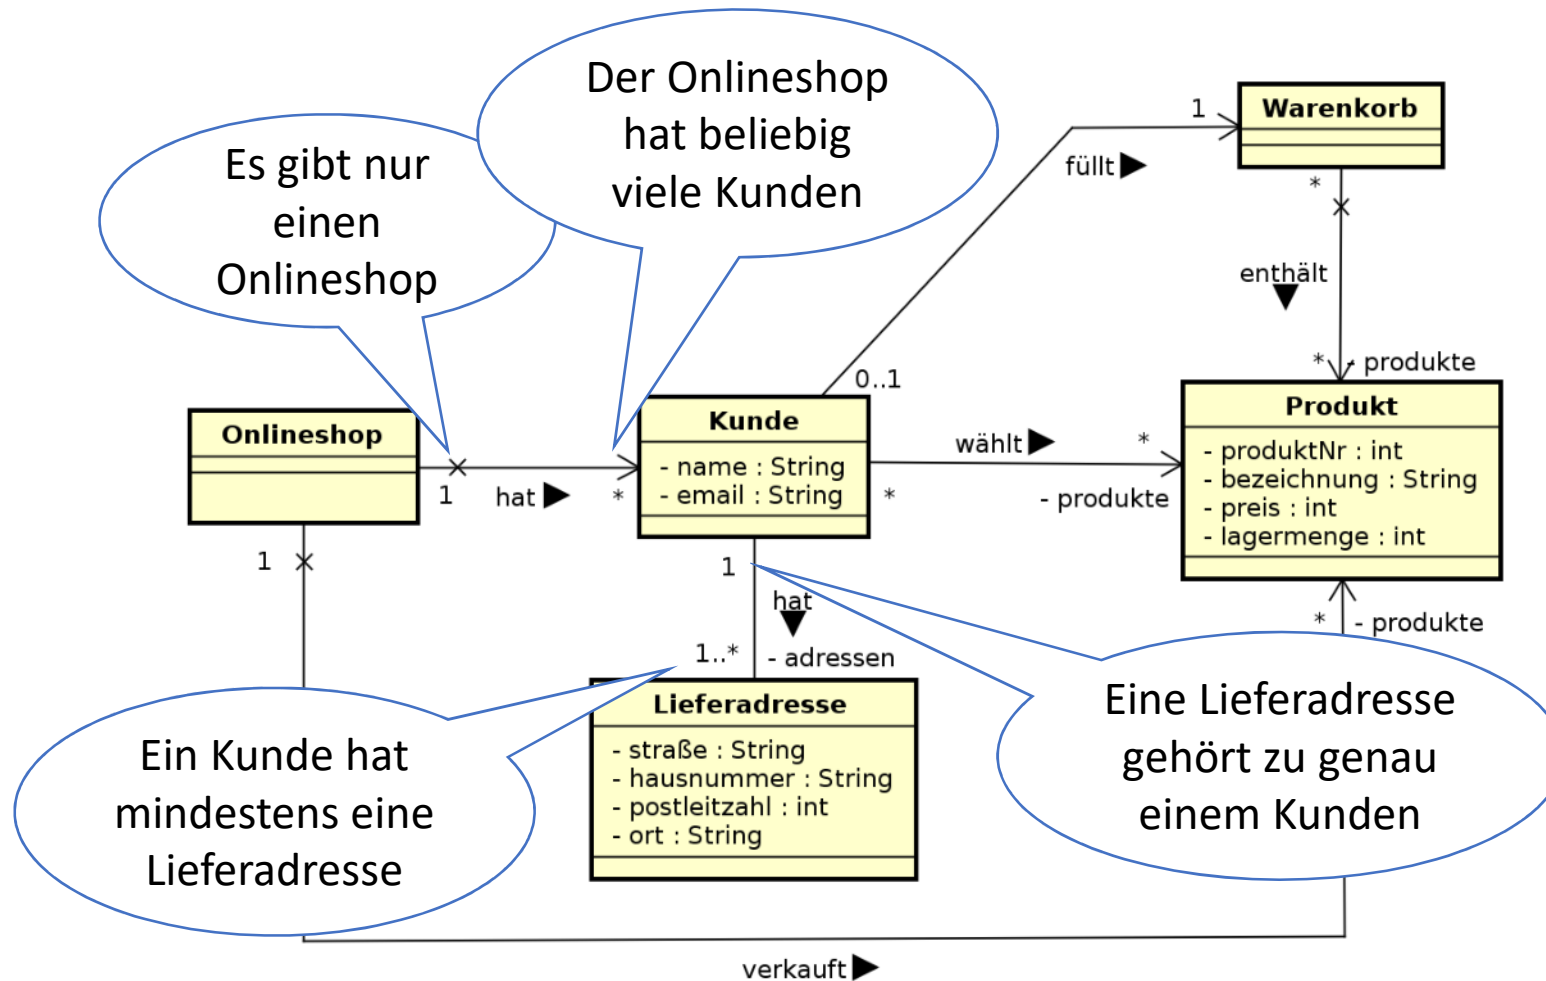 Es gibt nur
einen
Onlineshop
Der Onlineshop
hat beliebig
viele Kunden
1
Warenkorb
füllt
*
enthält
0..1
* - produkte
Onlineshop
Kunde
- name : String
- email : String
wählt
*
Produkt
- produktNr : int
- bezeichnung : String
- preis : int
- lagermenge : int
1
hat
*
*
- produkte
1
1
hat
1..*
- adressen
* - produkte
Lieferadresse
- straße : String
- hausnummer : String
- postleitzahl : int
- ort : String
Ein Kunde hat
mindestens eine
Lieferadresse
Eine Lieferadresse
gehört zu genau
einem Kunden
verkauft